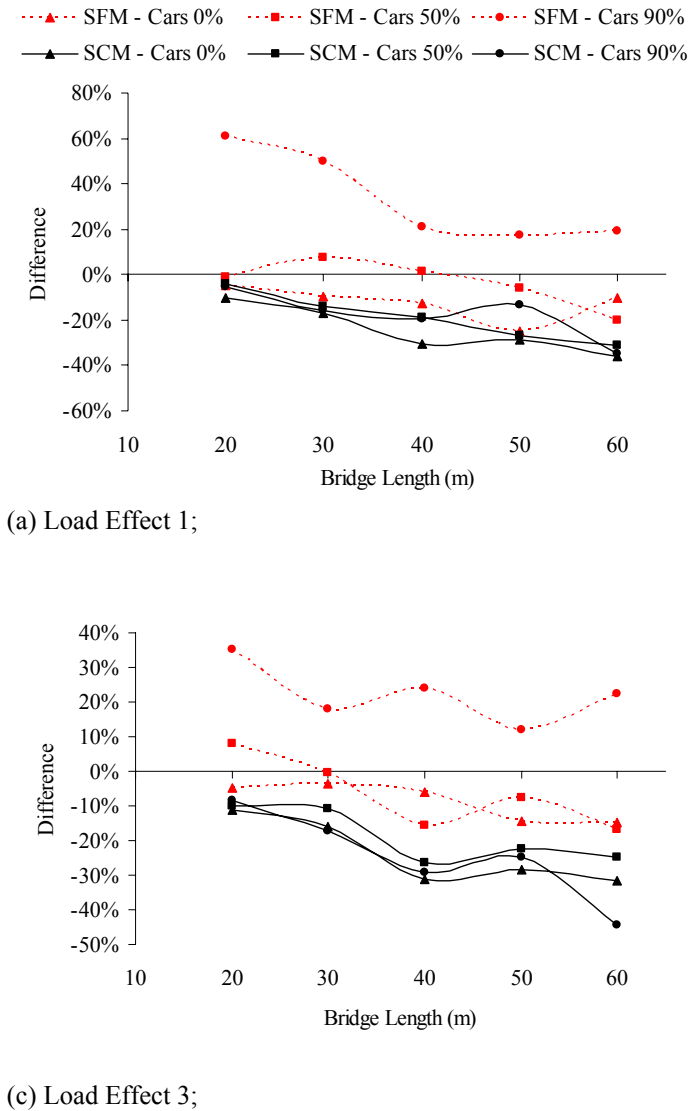 SFM - Cars 0% SFM - Cars 50% SFM - Cars 90%
SCM - Cars 0% SCM - Cars 50% SCM - Cars 90%
80%
60%
40%
20%
0%
-20%
-40%
-60%
Difference
10 20 30 40 50 60
Bridge Length (m)
(a) Load Effect 1;
40%
30%
20%
10%
0%
-10%
-20%
-30%
-40%
-50%
Difference
10 20 30 40 50 60
Bridge Length (m)
(c) Load Effect 3;